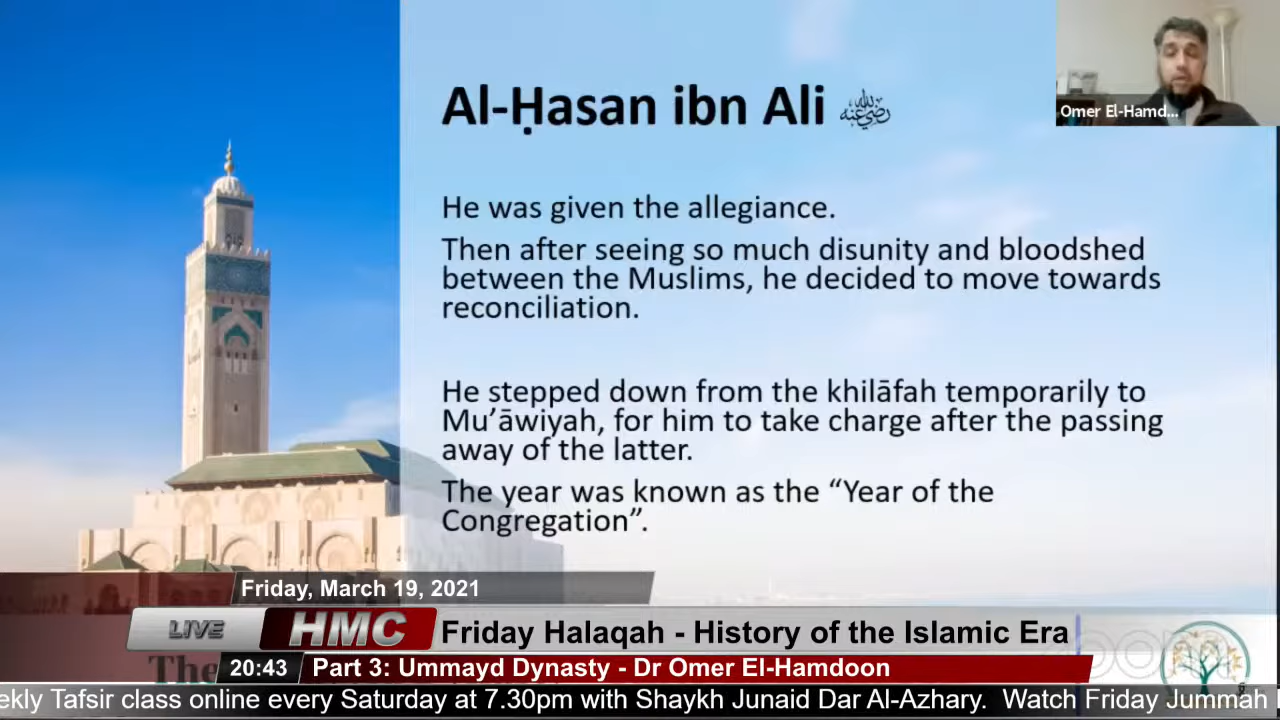 Al-Ḥasan ibn Ali رضي الله عنه
Omer El-Hamd...
He was given the allegiance.
Then after seeing so much disunity and bloodshed
between the Muslims, he decided to move towards
reconciliation.
He stepped down from the khilāfah temporarily to
Mu’āwiyah, for him to take charge after the passing
away of the latter.
The year was known as the “Year of the
Congregation”.
Friday, March 19, 2021
LIVE HMC Friday Halaqah - History of the Islamic Era
The
20:43 Part 3: Ummayd Dynasty - Dr Omer El-Hamdoon
zoom
ekly Tafsir class online every Saturday at 7.30pm with Shaykh Junaid Dar Al-Azhary. Watch Friday Jummah